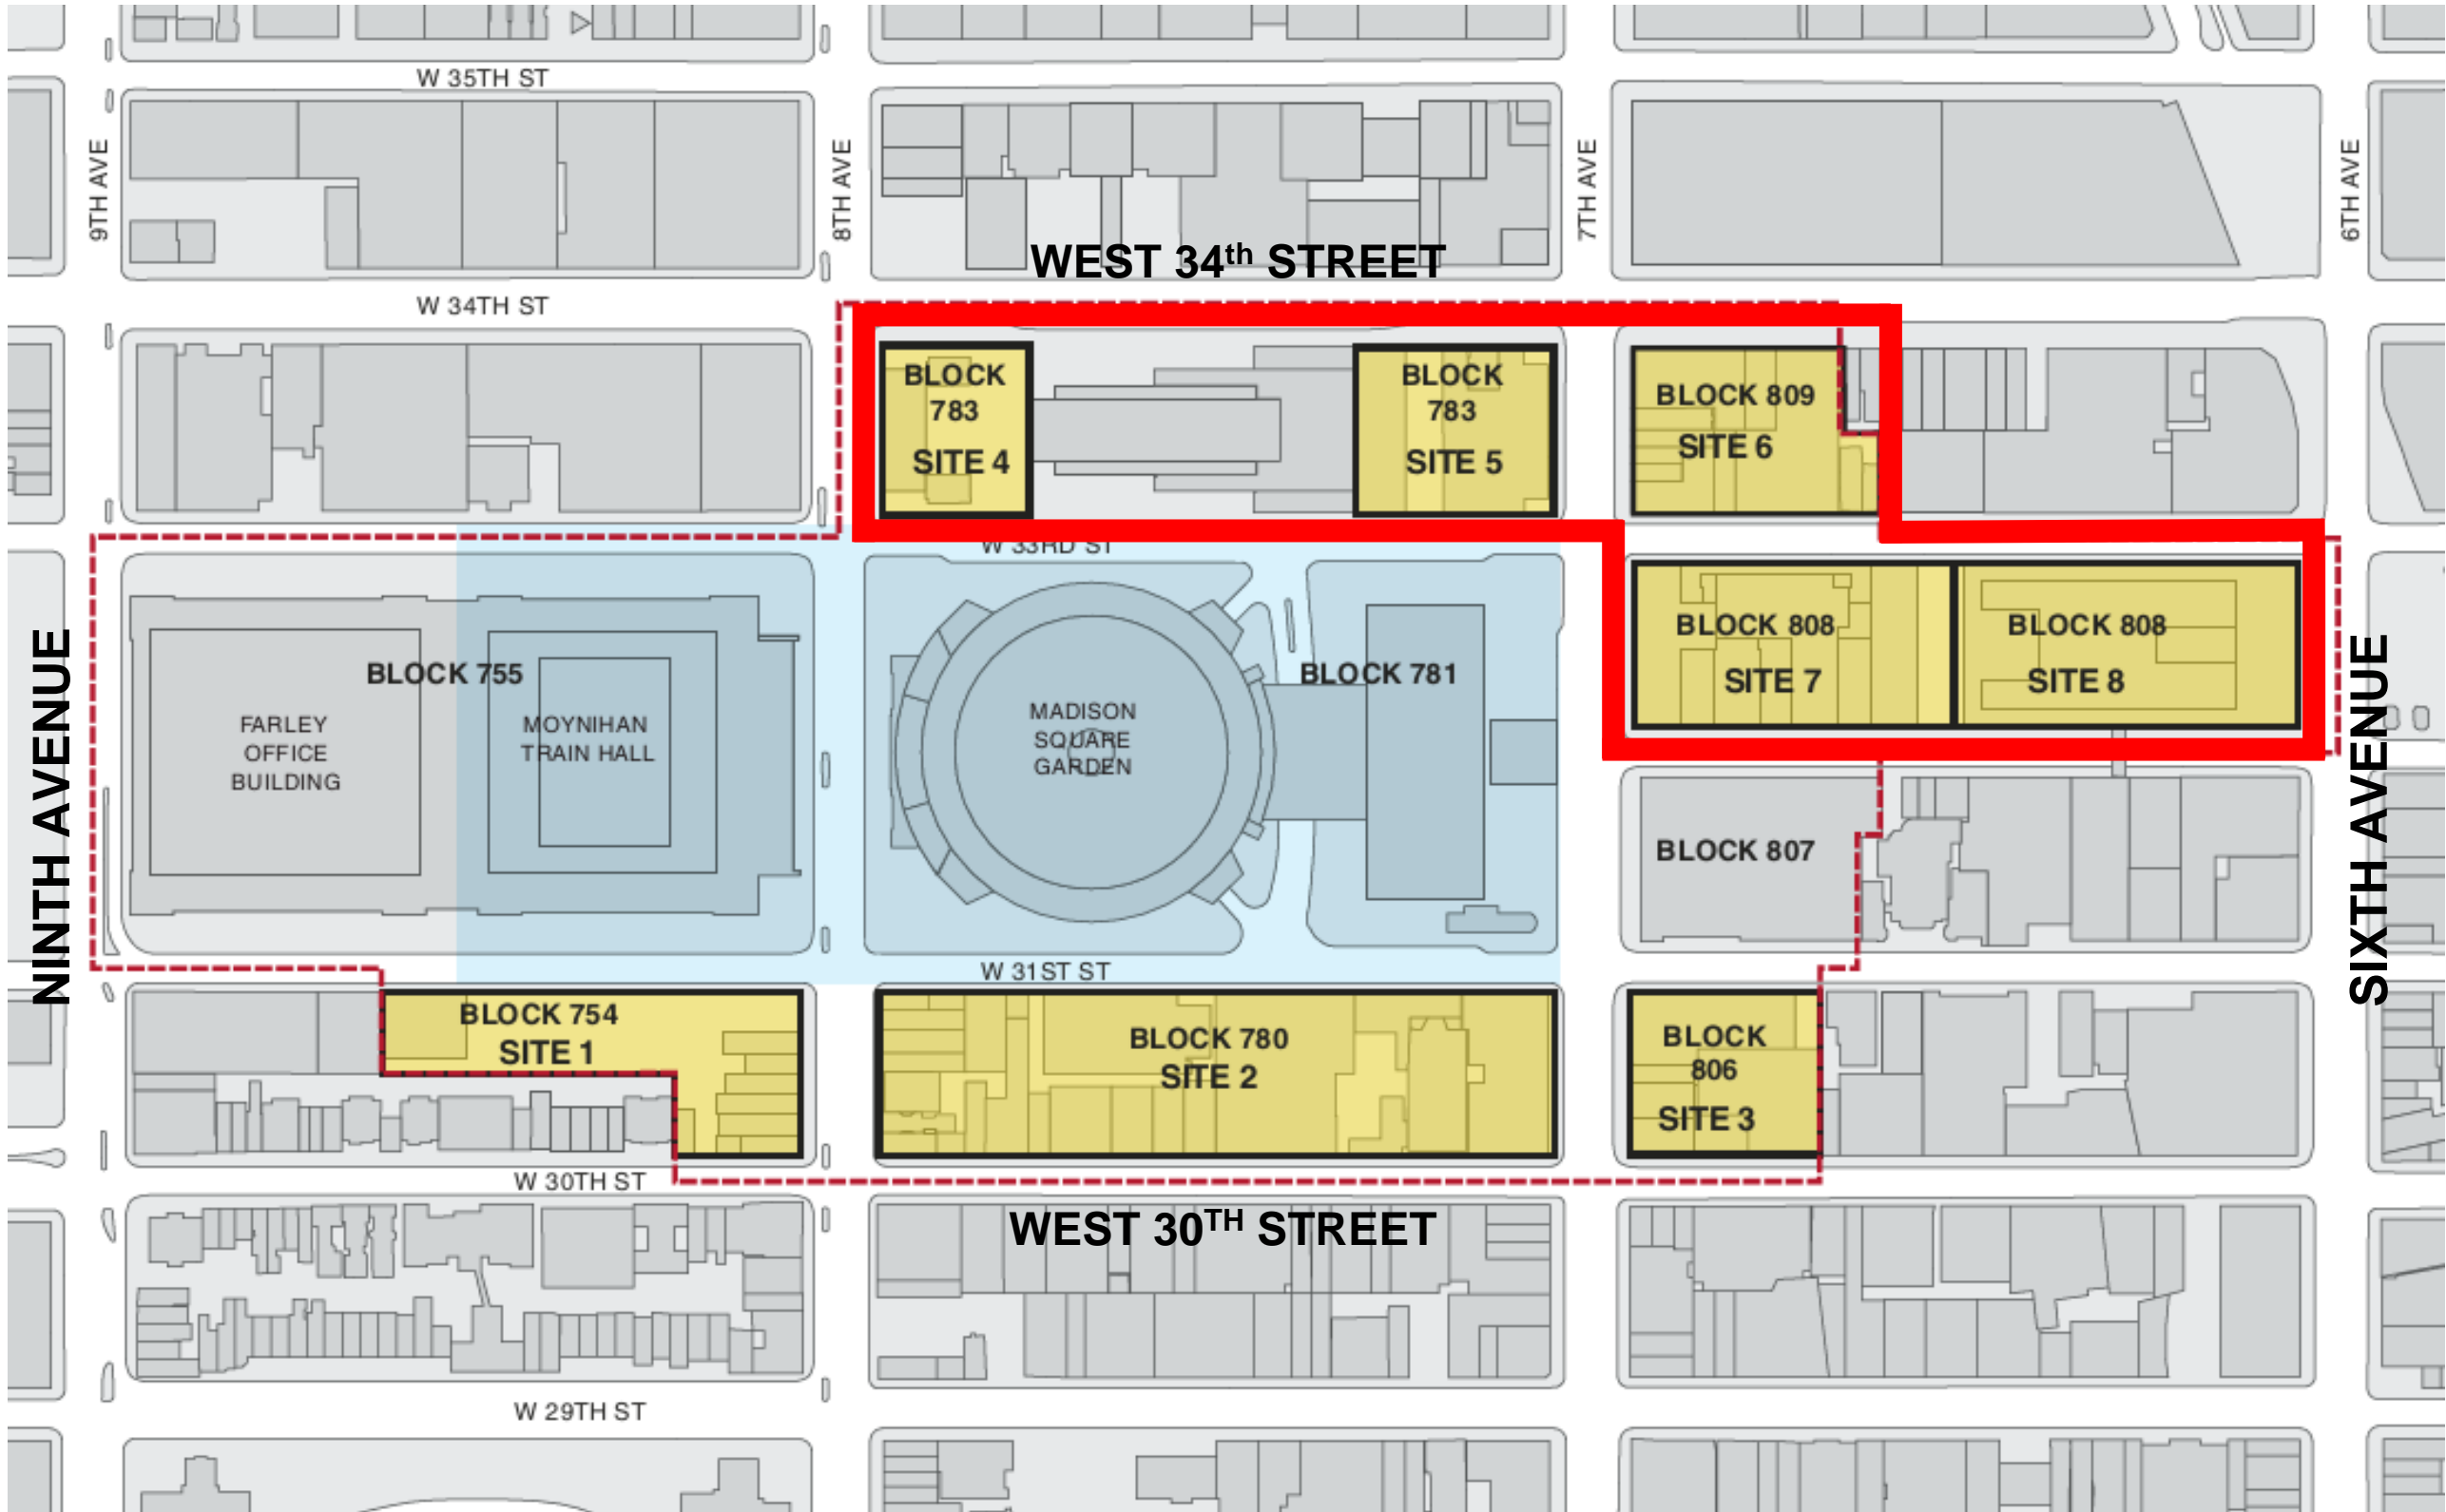 W 35TH ST
9TH AVE
8TH AVE
7TH AVE
6TH AVE
WEST 34th STREET
W 34TH ST
BLOCK
783
SITE 4
BLOCK
783
SITE 5
BLOCK 809
SITE 6
W 33RD ST
BLOCK 808
SITE 7
BLOCK 808
SITE 8
NINTH AVENUE
BLOCK 755
FARLEY
OFFICE
BUILDING
MOYNIHAN
TRAIN HALL
MADISON
SQUARE
GARDEN
BLOCK 781
SIXTH AVENUE
BLOCK 807
W 31ST ST
BLOCK 754
SITE 1
BLOCK 780
SITE 2
BLOCK
806
SITE 3
W 30TH ST
WEST 30TH STREET
W 29TH ST